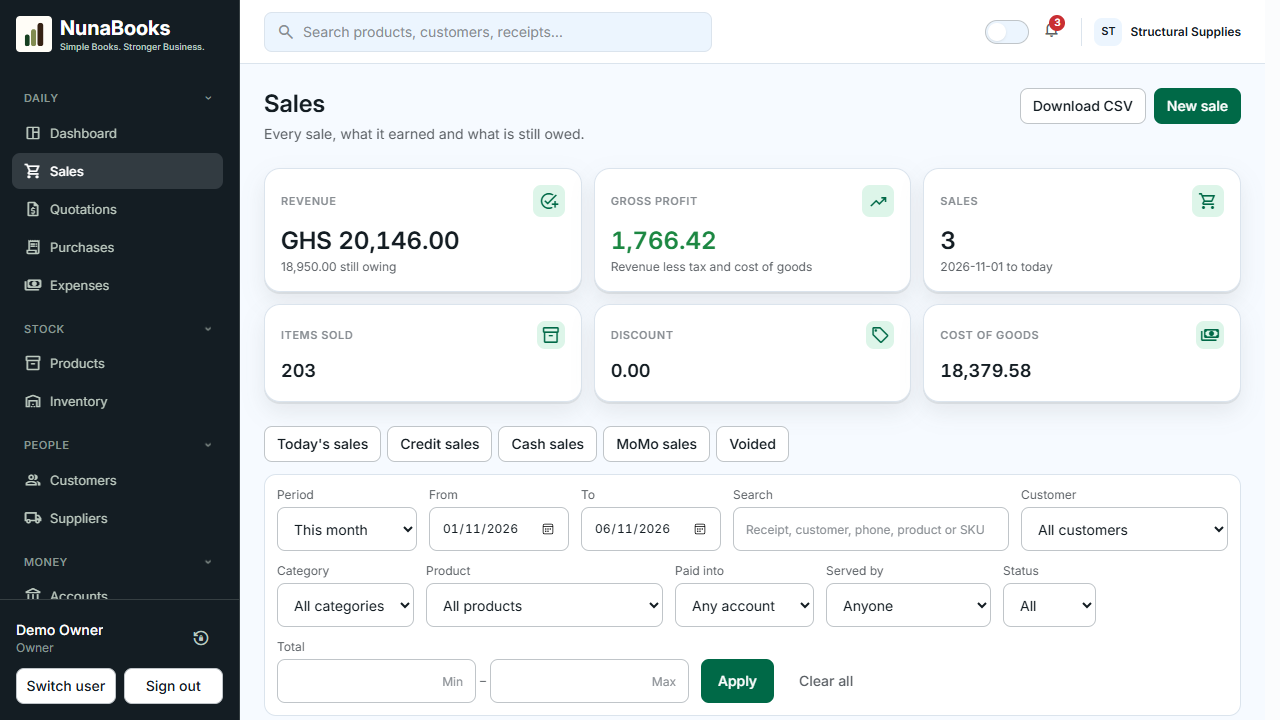 NunaBooks
Simple Books. Stronger Business.
DAILY
Dashboard
Sales
Quotations
Purchases
Expenses
STOCK
Products
Inventory
PEOPLE
Customers
Suppliers
MONEY
Accounts
Demo Owner
Owner
Switch user
Sign out
Search products, customers, receipts...
3
ST
Structural Supplies
Sales
Every sale, what it earned and what is still owed.
Download CSV
New sale
REVENUE
GHS 20,146.00
18,950.00 still owing
GROSS PROFIT
1,766.42
Revenue less tax and cost of goods
SALES
3
2026-11-01 to today
ITEMS SOLD
203
DISCOUNT
0.00
COST OF GOODS
18,379.58
Today's sales
Credit sales
Cash sales
MoMo sales
Voided
Period
From
To
Search
Customer
This month
01/11/2026
06/11/2026
Receipt, customer, phone, product or SKU
All customers
Category
Product
Paid into
Served by
Status
All categories
All products
Any account
Anyone
All
Total
Min
–
Max
Apply
Clear all